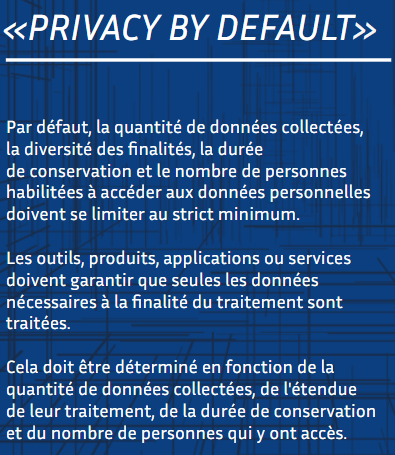 «PRIVACY BY DEFAULT»
Par défaut, la quantité de données collectées,
la diversité des finalités, la durée
de conservation et le nombre de personnes
habilitées à accéder aux données personnelles
doivent se limiter au strict minimum.
Les outils, produits, applications ou services
doivent garantir que seules les données
nécessaires à la finalité du traitement sont
traitées.
Cela doit être déterminé en fonction de la
quantité de données collectées, de l'étendue
de leur traitement, de la durée de conservation
et du nombre de personnes qui y ont accès.